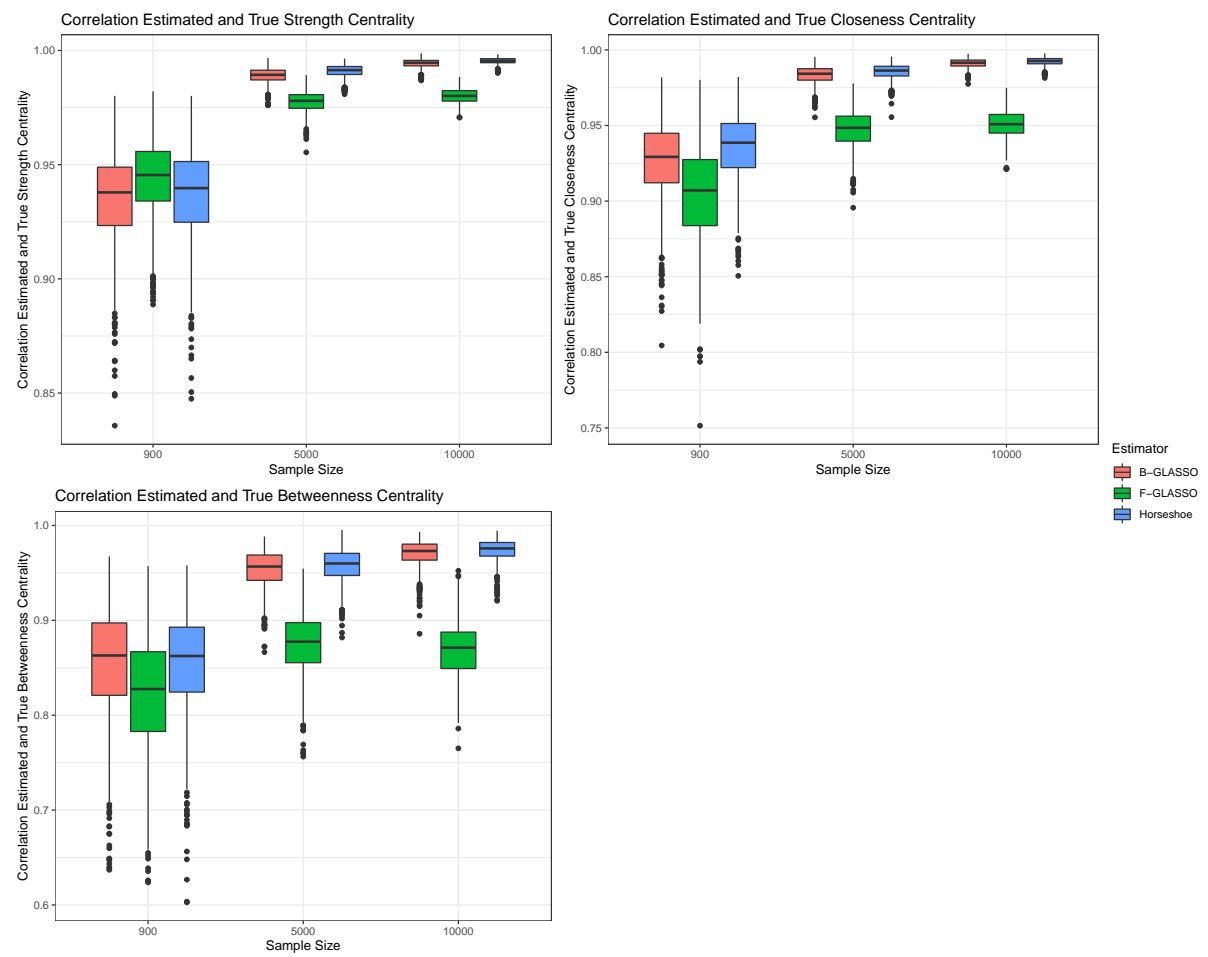 Correlation Estimated and True Strength Centrality
Correlation Estimated and True Strength Centrality
1.00
0.95
0.90
0.85
900
5000
10000
Sample Size
Correlation Estimated and True Closeness Centrality
Correlation Estimated and True Closeness Centrality
1.00
0.95
0.90
0.85
0.80
0.75
900
5000
10000
Sample Size
Estimator
B−GLASSO
F−GLASSO
Horseshoe
Correlation Estimated and True Betweenness Centrality
Correlation Estimated and True Betweenness Centrality
1.0
0.9
0.8
0.7
0.6
900
5000
10000
Sample Size